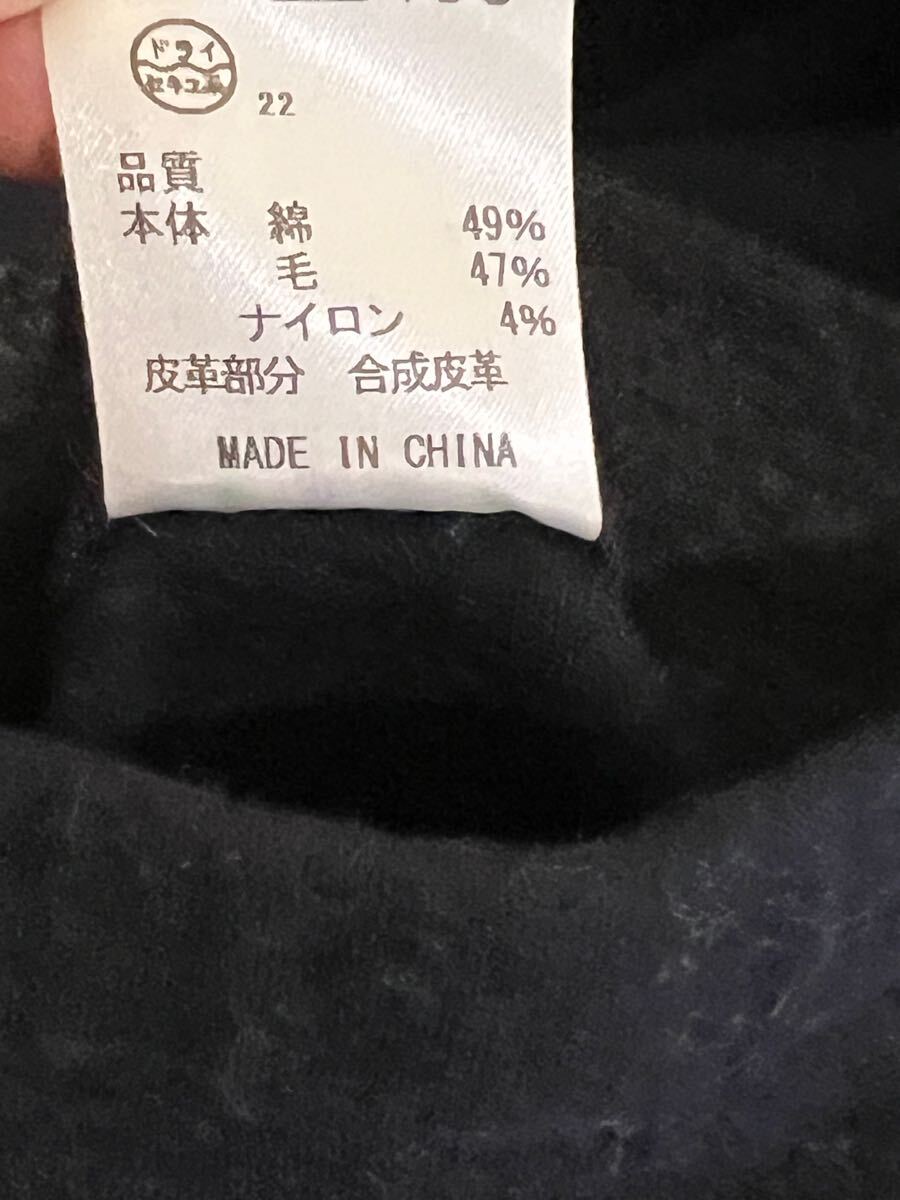 ドライ
セキユ系
22
品質
本体 綿 49%
毛 47%
ナイロン 4%
皮革部分 合成皮革
MADE IN CHINA